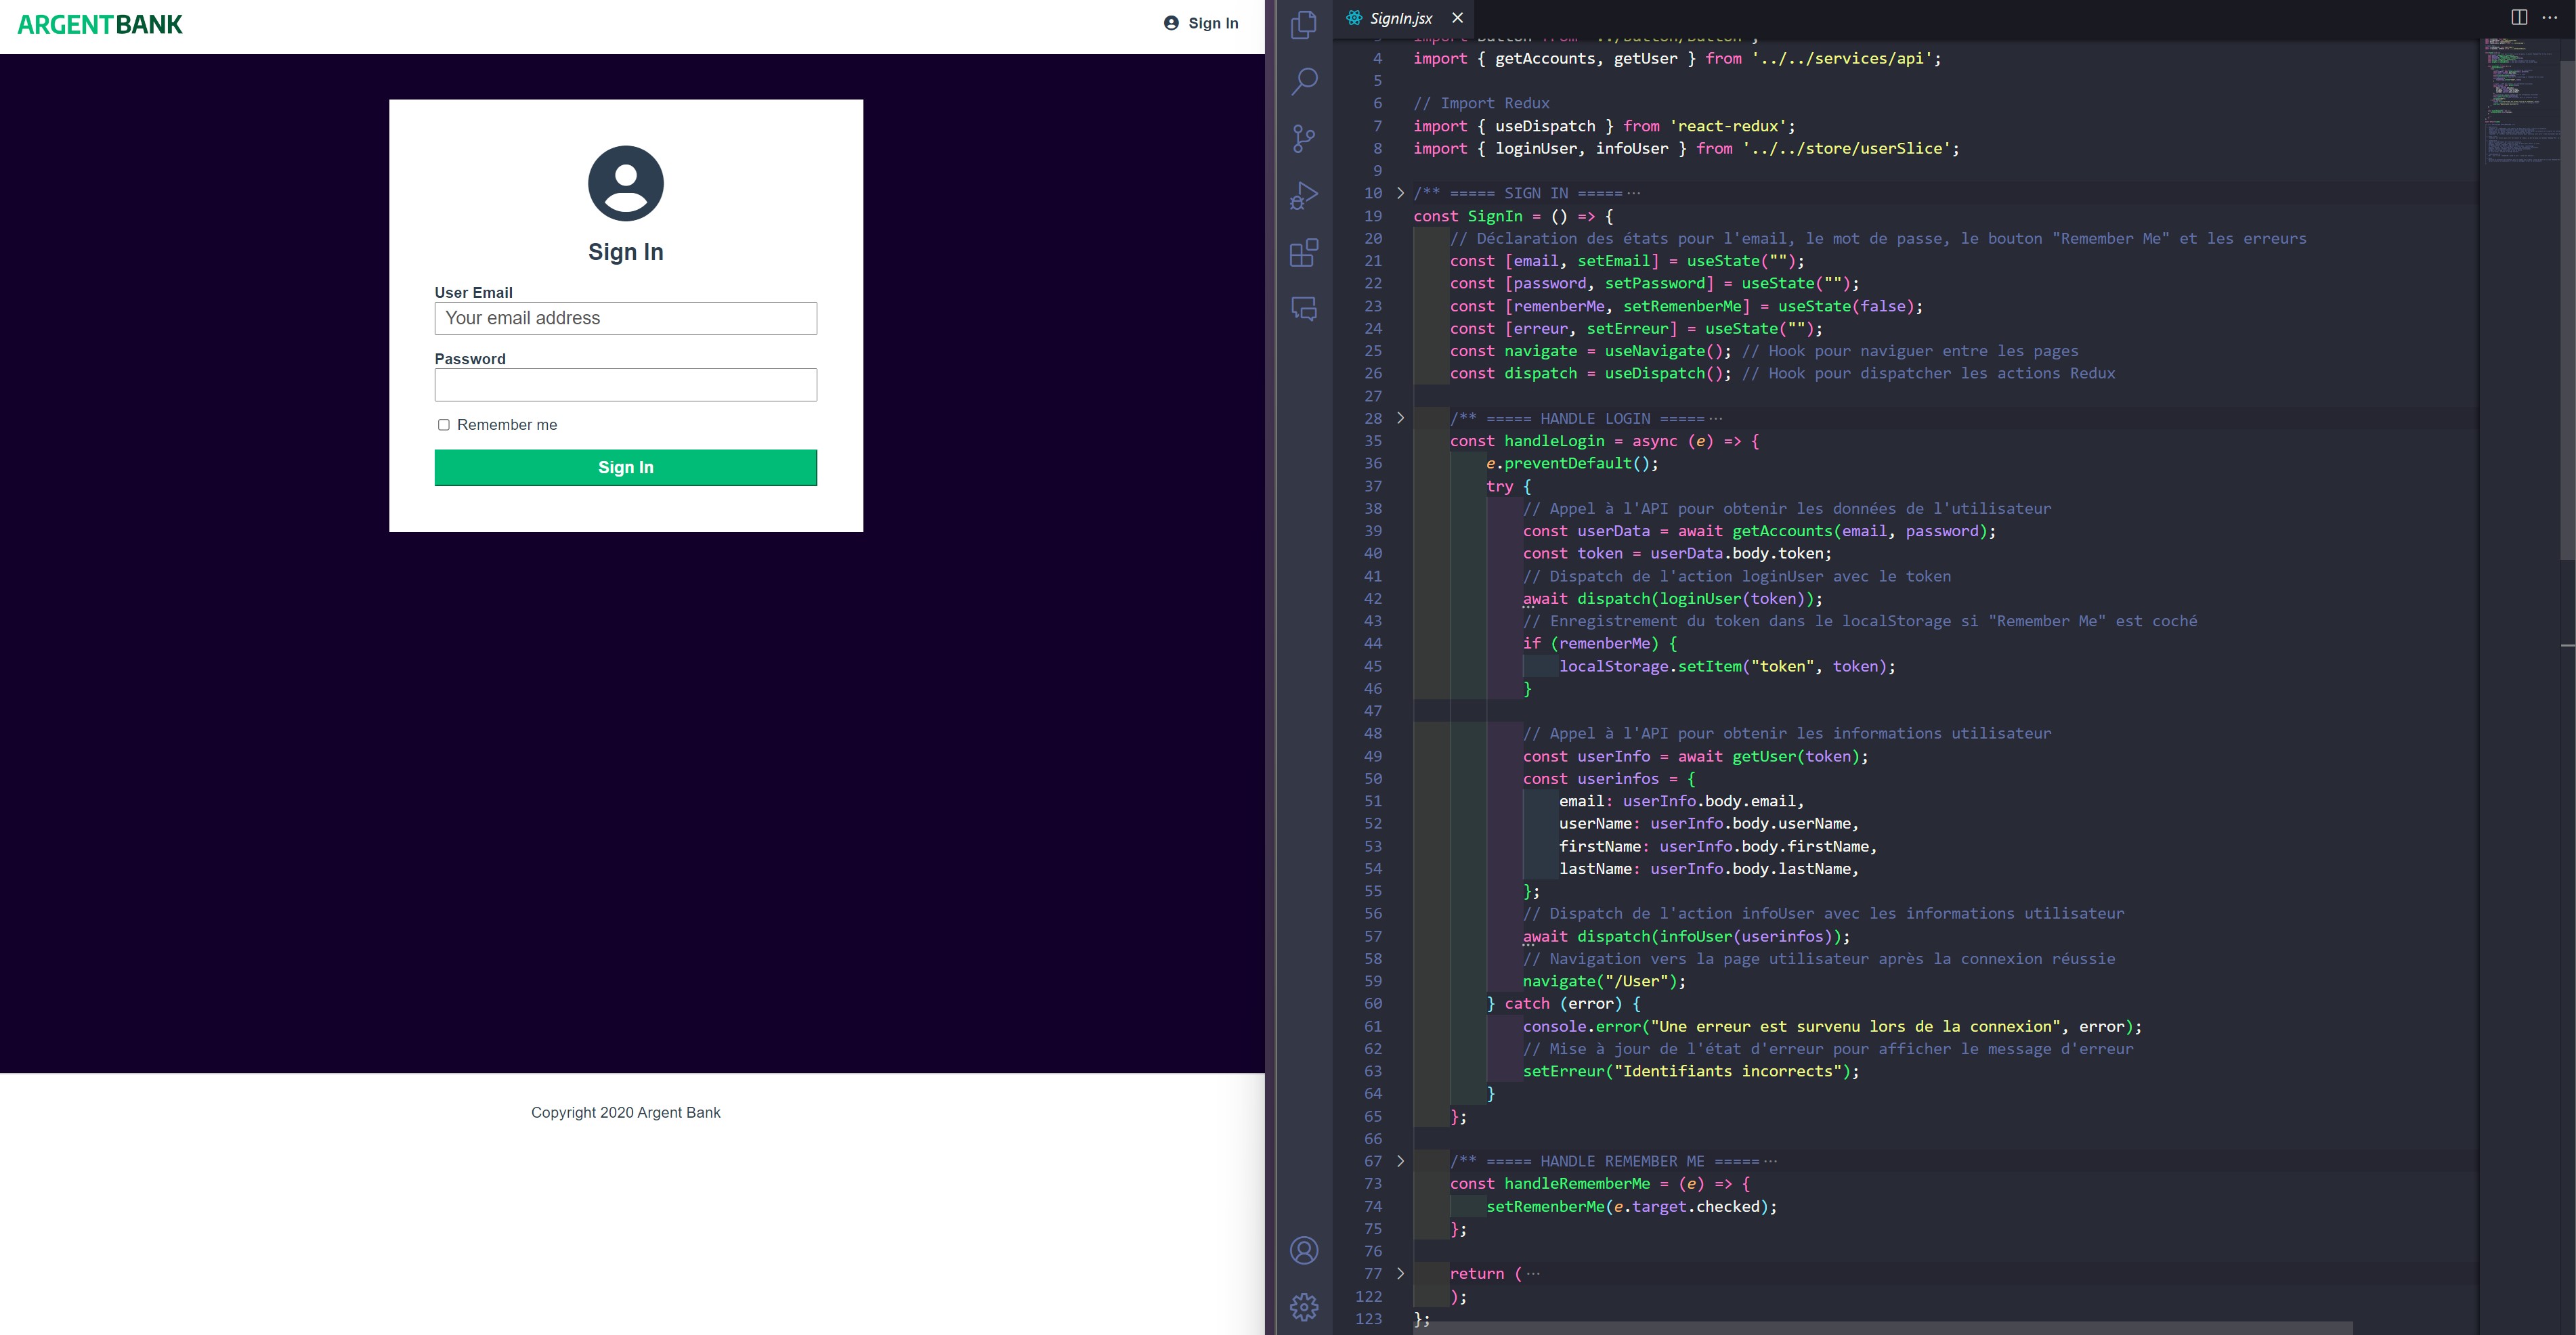 ARGENTBANK
Sign In
Sign In
User Email
Your email address
Password
Remember me
Sign In
Copyright 2020 Argent Bank
SignIn.jsx
4 import { getAccounts, getUser } from '../../services/api';
5
6 // Import Redux
7 import { useDispatch } from 'react-redux';
8 import { loginUser, infoUser } from '../../store/userSlice';
9
10 /** ===== SIGN IN =====···
19 const SignIn = () => {
20 // Déclaration des états pour l'email, le mot de passe, le bouton "Remember Me" et les erreurs
21 const [email, setEmail] = useState("");
22 const [password, setPassword] = useState("");
23 const [remenberMe, setRemenberMe] = useState(false);
24 const [erreur, setErreur] = useState("");
25 const navigate = useNavigate(); // Hook pour naviguer entre les pages
26 const dispatch = useDispatch(); // Hook pour dispatcher les actions Redux
27
28 /** ===== HANDLE LOGIN =====···
35 const handleLogin = async (e) => {
36 e.preventDefault();
37 try {
38 // Appel à l'API pour obtenir les données de l'utilisateur
39 const userData = await getAccounts(email, password);
40 const token = userData.body.token;
41 // Dispatch de l'action loginUser avec le token
42 await dispatch(loginUser(token));
43 // Enregistrement du token dans le localStorage si "Remember Me" est coché
44 if (remenberMe) {
45 localStorage.setItem("token", token);
46 }
47
48 // Appel à l'API pour obtenir les informations utilisateur
49 const userInfo = await getUser(token);
50 const userinfos = {
51 email: userInfo.body.email,
52 userName: userInfo.body.userName,
53 firstName: userInfo.body.firstName,
54 lastName: userInfo.body.lastName,
55 };
56 // Dispatch de l'action infoUser avec les informations utilisateur
57 await dispatch(infoUser(userinfos));
58 // Navigation vers la page utilisateur après la connexion réussie
59 navigate("/User");
60 } catch (error) {
61 console.error("Une erreur est survenu lors de la connexion", error);
62 // Mise à jour de l'état d'erreur pour afficher le message d'erreur
63 setErreur("Identifiants incorrects");
64 }
65 };
66
67 /** ===== HANDLE REMEMBER ME =====···
73 const handleRememberMe = (e) => {
74 setRemenberMe(e.target.checked);
75 };
76
77 return (···
122 );
123 };